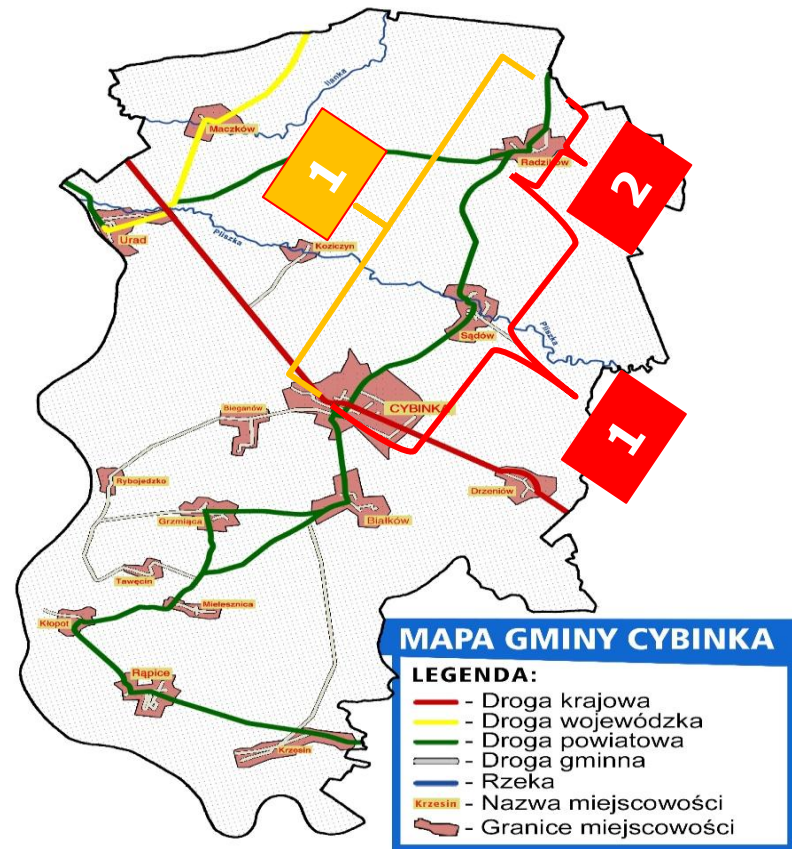 Ilanka
Maczków
1
Radzików
2
Urad
Pliszka
Koziczyn
Sądów
Pliszka
CYBINKA
Bieganów
1
Rybojedzko
Drzeniów
Grzmiąca
Białków
Tawęcin
Mielesznica
Kłopot
Rąpice
Krzesin
MAPA GMINY CYBINKA
LEGENDA:
- Droga krajowa
- Droga wojewódzka
- Droga powiatowa
- Droga gminna
- Rzeka
Krzesin - Nazwa miejscowości
- Granice miejscowości